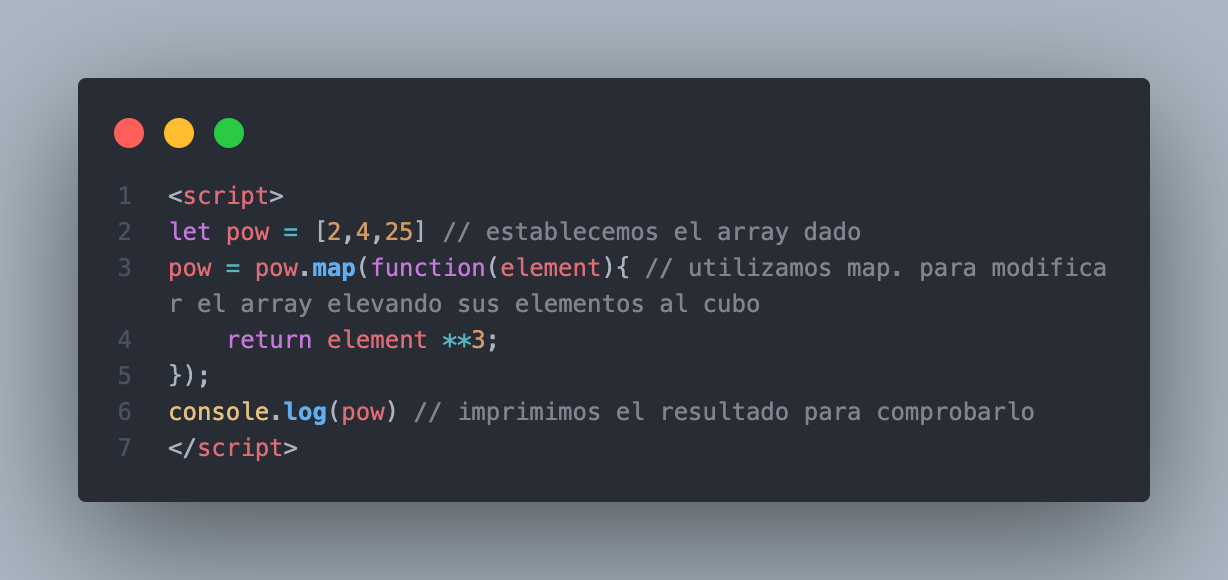 1 <script>
2 let pow = [2,4,25] // establecemos el array dado
3 pow = pow.map(function(element){ // utilizamos map. para modifica
r el array elevando sus elementos al cubo
4     return element **3;
5 });
6 console.log(pow) // imprimimos el resultado para comprobarlo
7 </script>